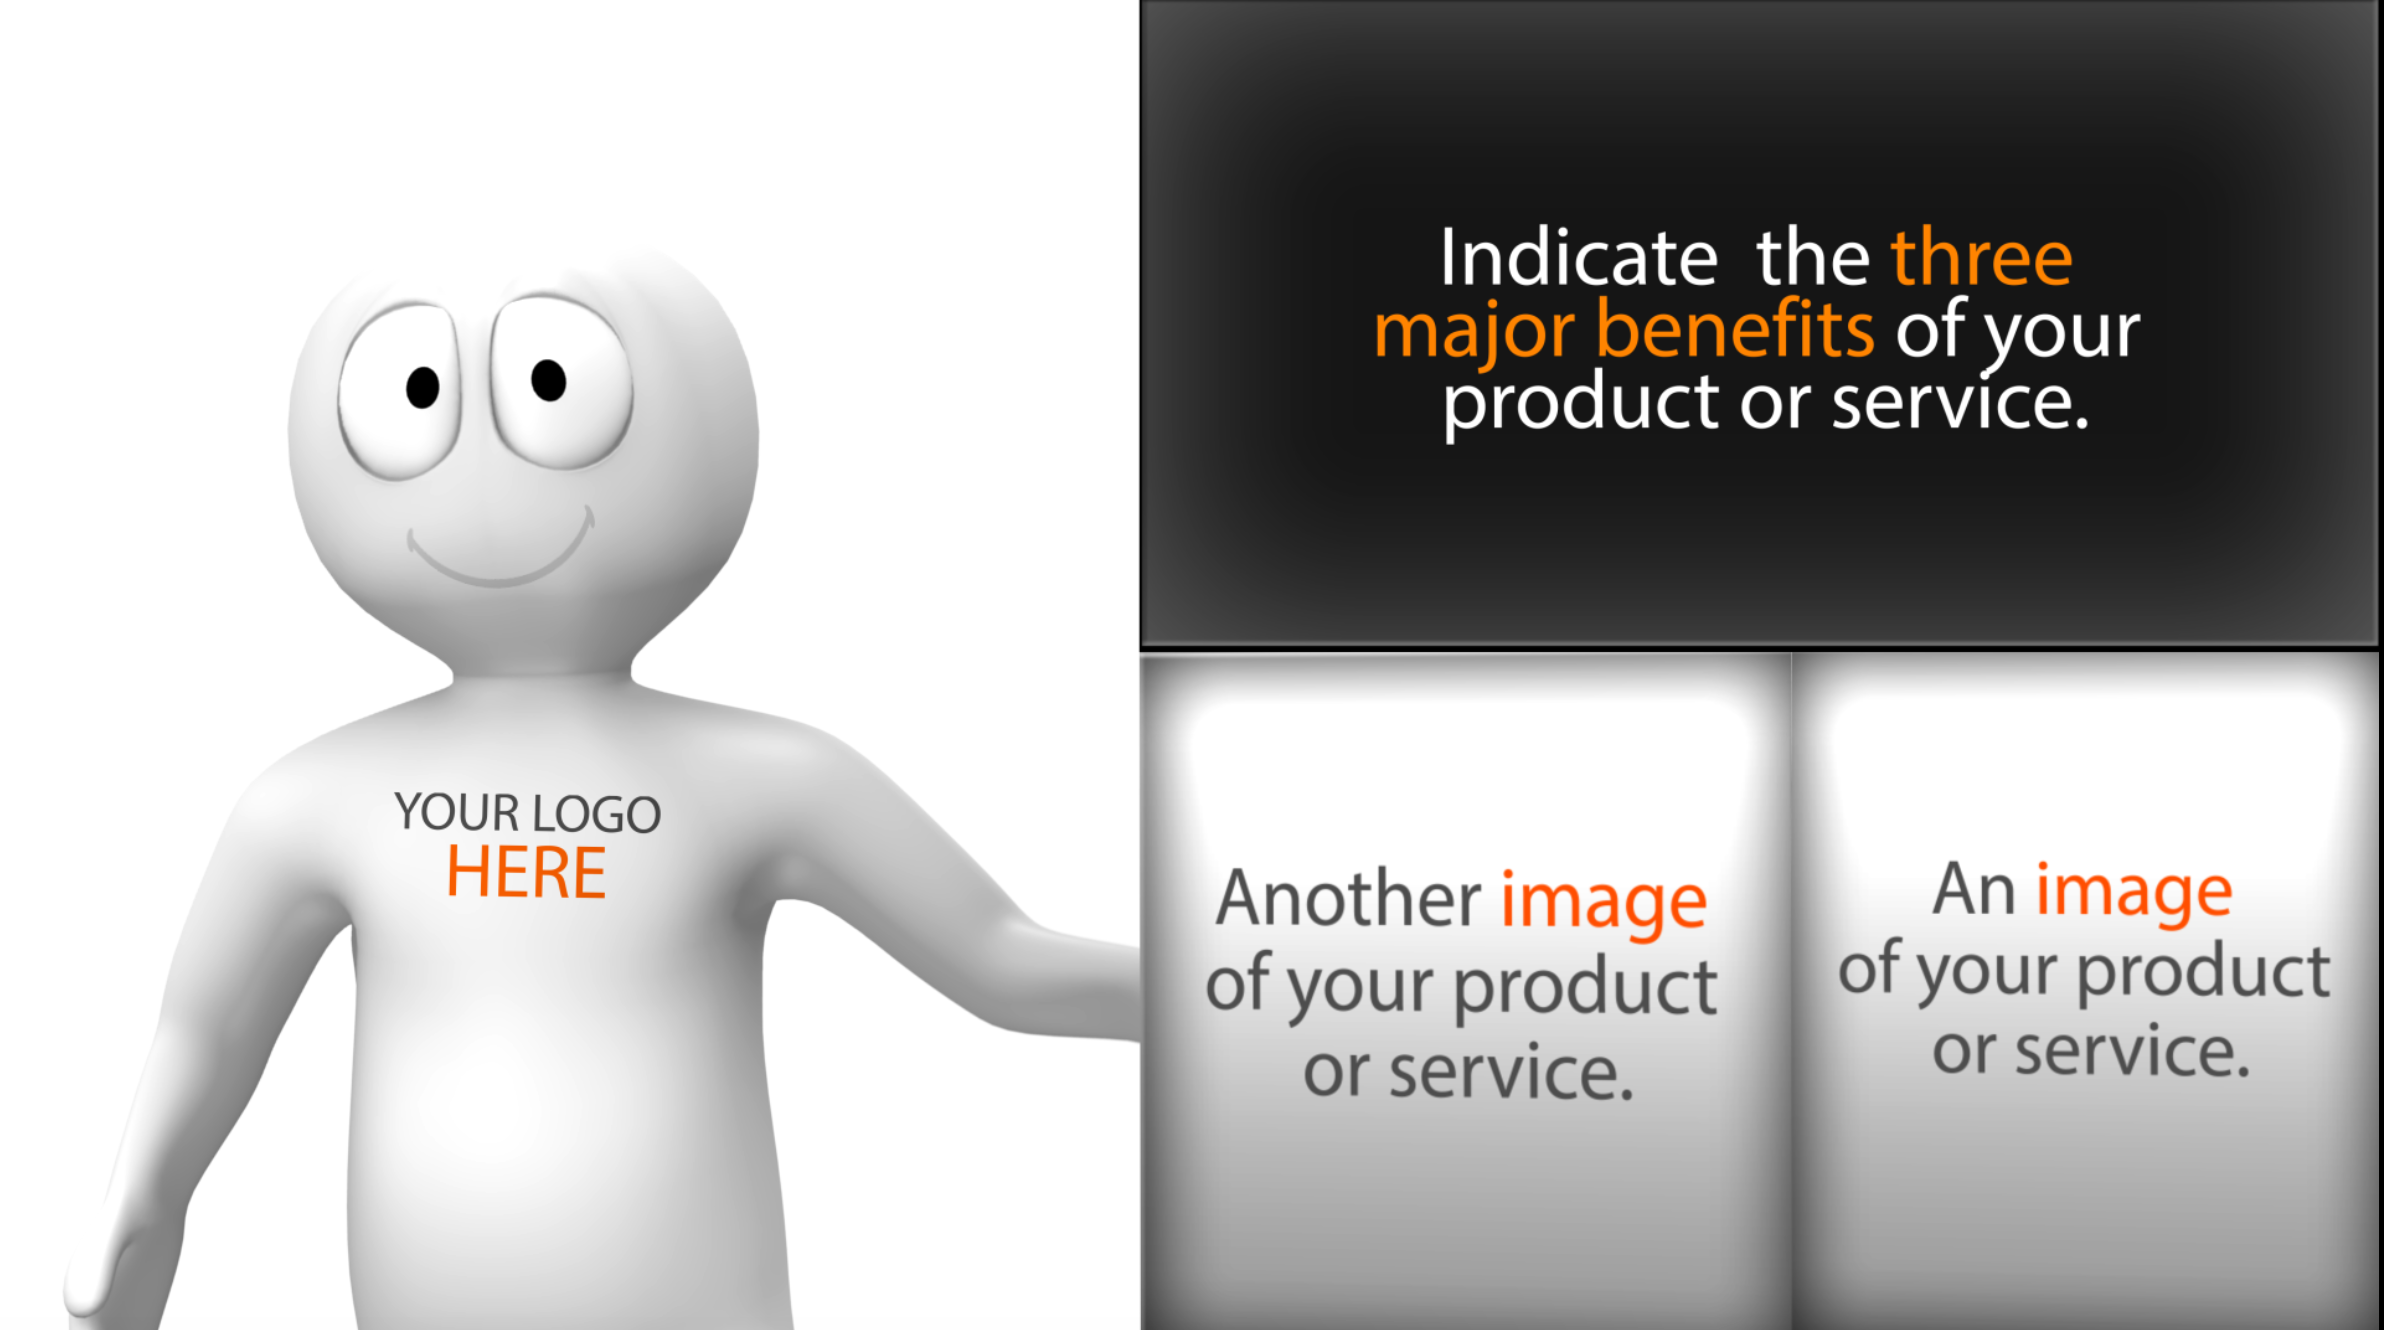 YOUR LOGO
HERE
Indicate the three
major benefits of your
product or service.
Another image
of your product
or service.
An image
of your product
or service.